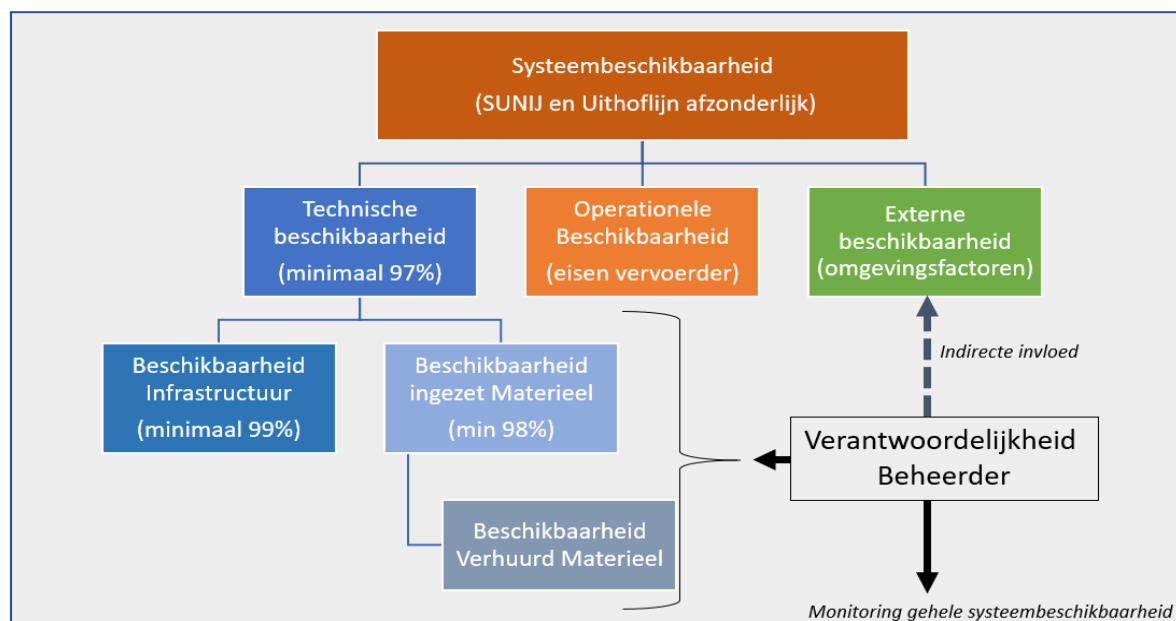 Systeembeschikbaarheid
(SUNIJ en Uithoflijn afzonderlijk)
Technische
beschikbaarheid
(minimaal 97%)
Operationele
Beschikbaarheid
(eisen vervoerder)
Externe
beschikbaarheid
(omgevingsfactoren)
Beschikbaarheid
Infrastructuur
(minimaal 99%)
Beschikbaarheid
ingezet Materieel
(min 98%)
Indirecte invloed
Verantwoordelijkheid
Beheerder
Beschikbaarheid
Verhuurd Materieel
Monitoring gehele systeembeschikbaarheid